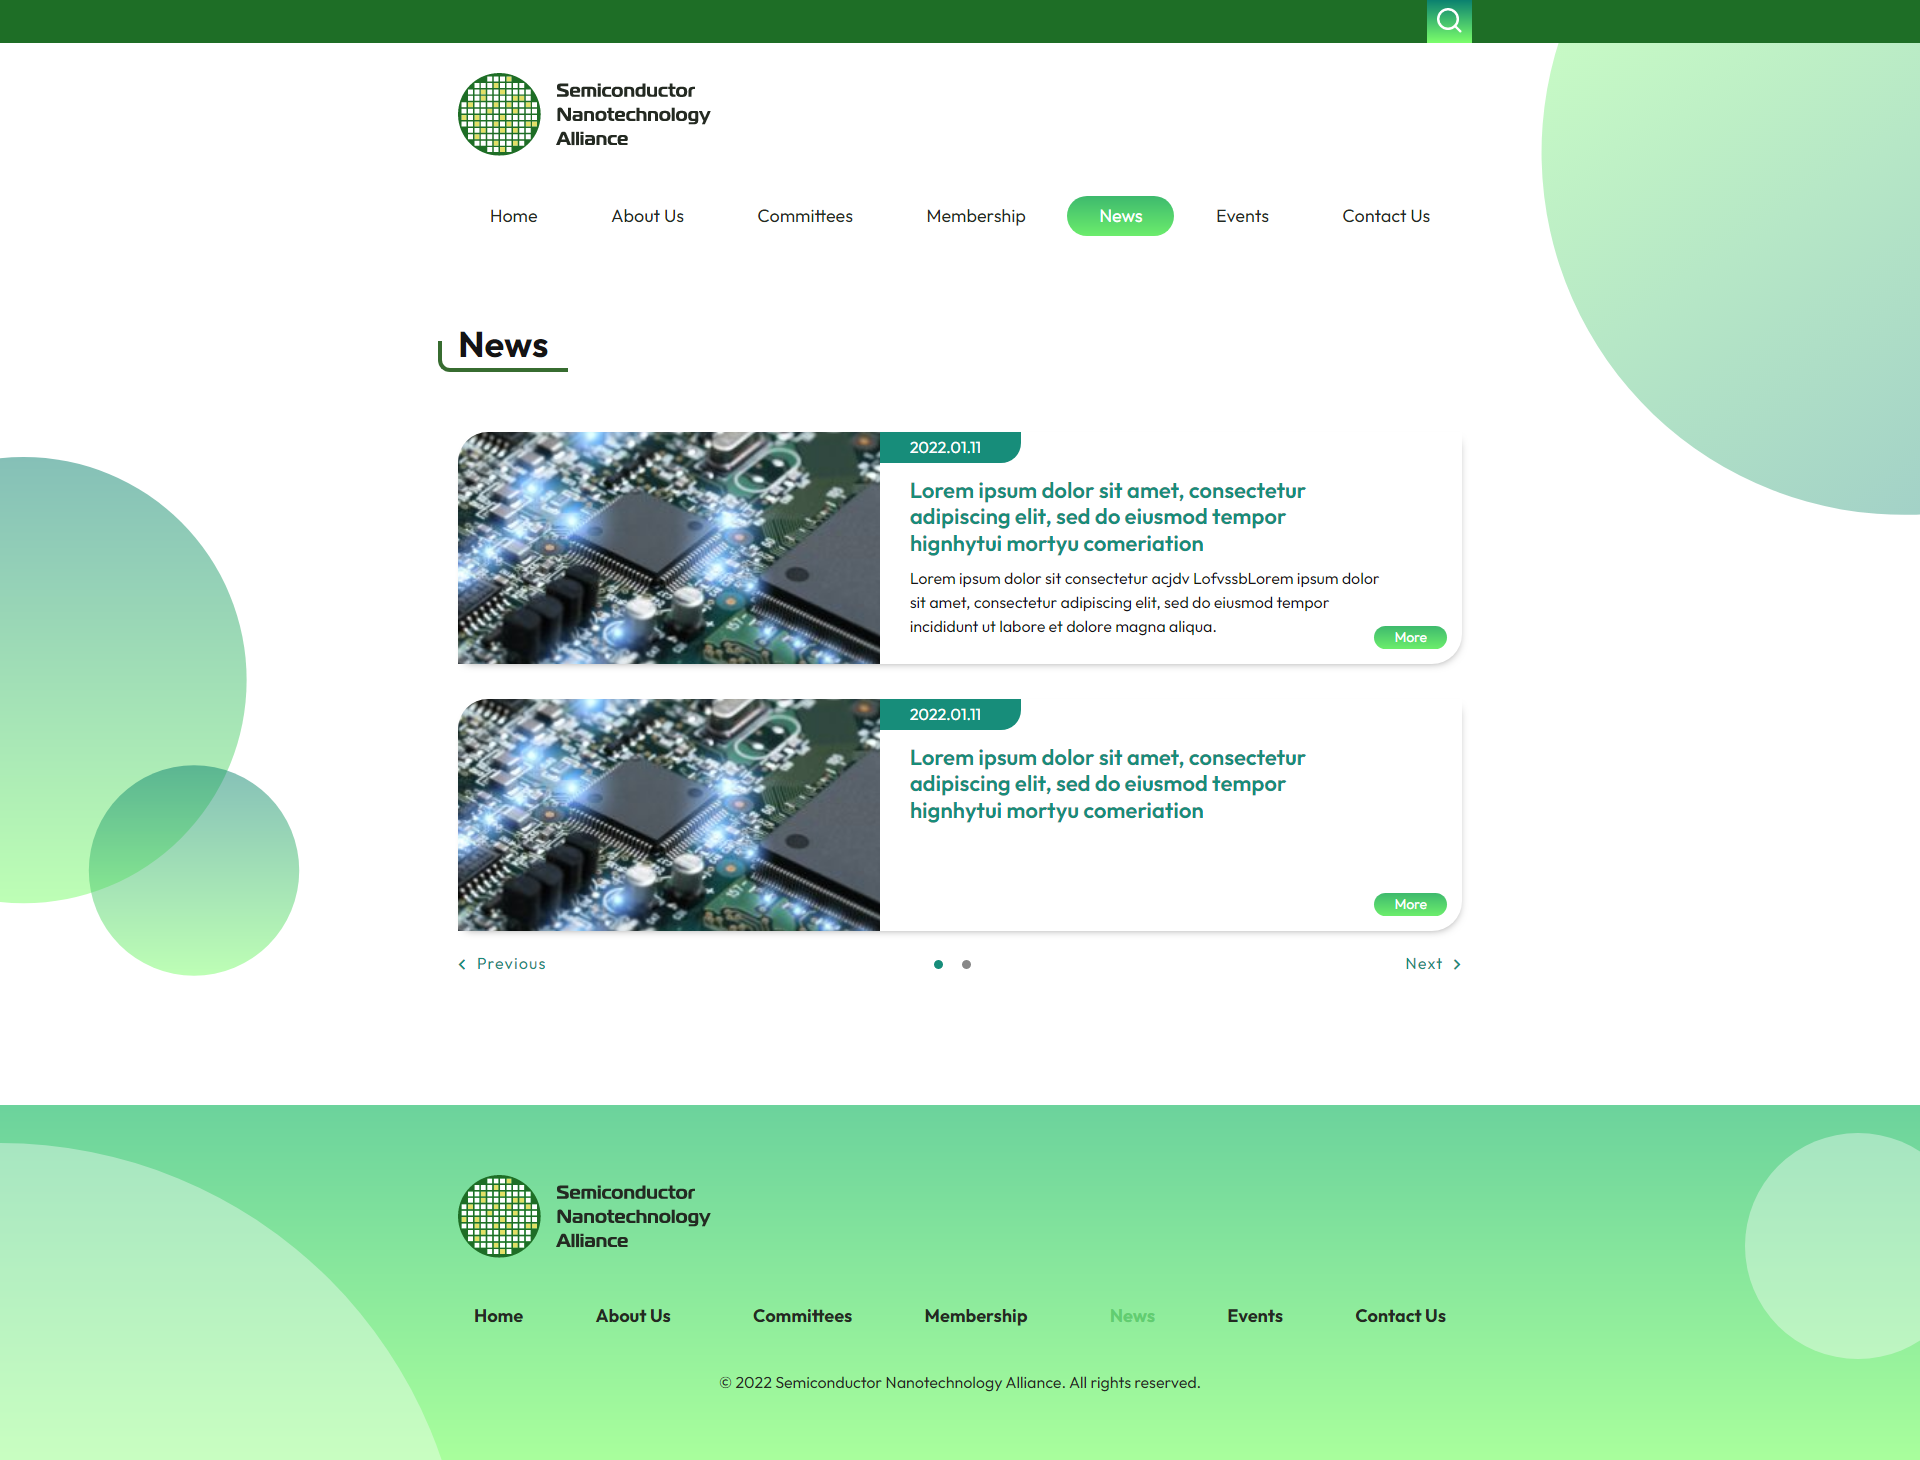 Semiconductor
Nanotechnology
Alliance
Home About Us Committees Membership News Events Contact Us
News
2022.01.11
Lorem ipsum dolor sit amet, consectetur
adipiscing elit, sed do eiusmod tempor
hignhytui mortyu comeriation
Lorem ipsum dolor sit consectetur acjdv LofvssbLorem ipsum dolor
sit amet, consectetur adipiscing elit, sed do eiusmod tempor
incididunt ut labore et dolore magna aliqua.
More
2022.01.11
Lorem ipsum dolor sit amet, consectetur
adipiscing elit, sed do eiusmod tempor
hignhytui mortyu comeriation
More
Previous Next
Semiconductor
Nanotechnology
Alliance
Home About Us Committees Membership News Events Contact Us
© 2022 Semiconductor Nanotechnology Alliance. All rights reserved.